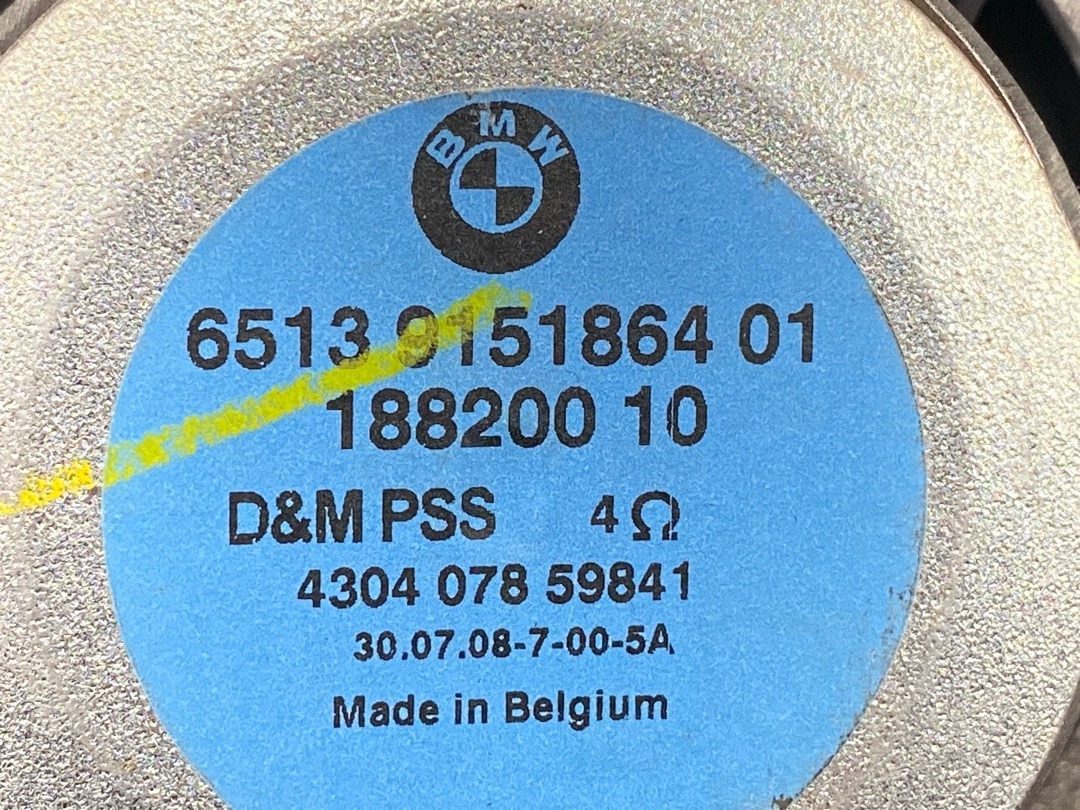 BMW
6513 9151864 01
188200 10
D&M PSS 4Ω
4304 078 59841
30.07.08-7-00-5A
Made in Belgium